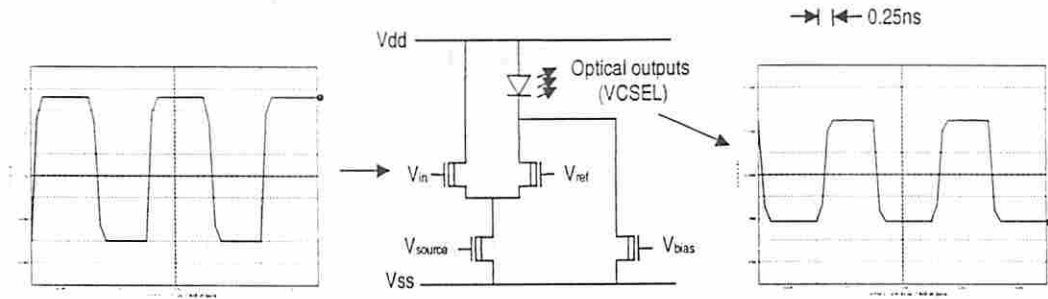 0.25ns
Vdd
Optical outputs
(VCSEL)
Vin
Vref
Vsource
Vbias
Vss